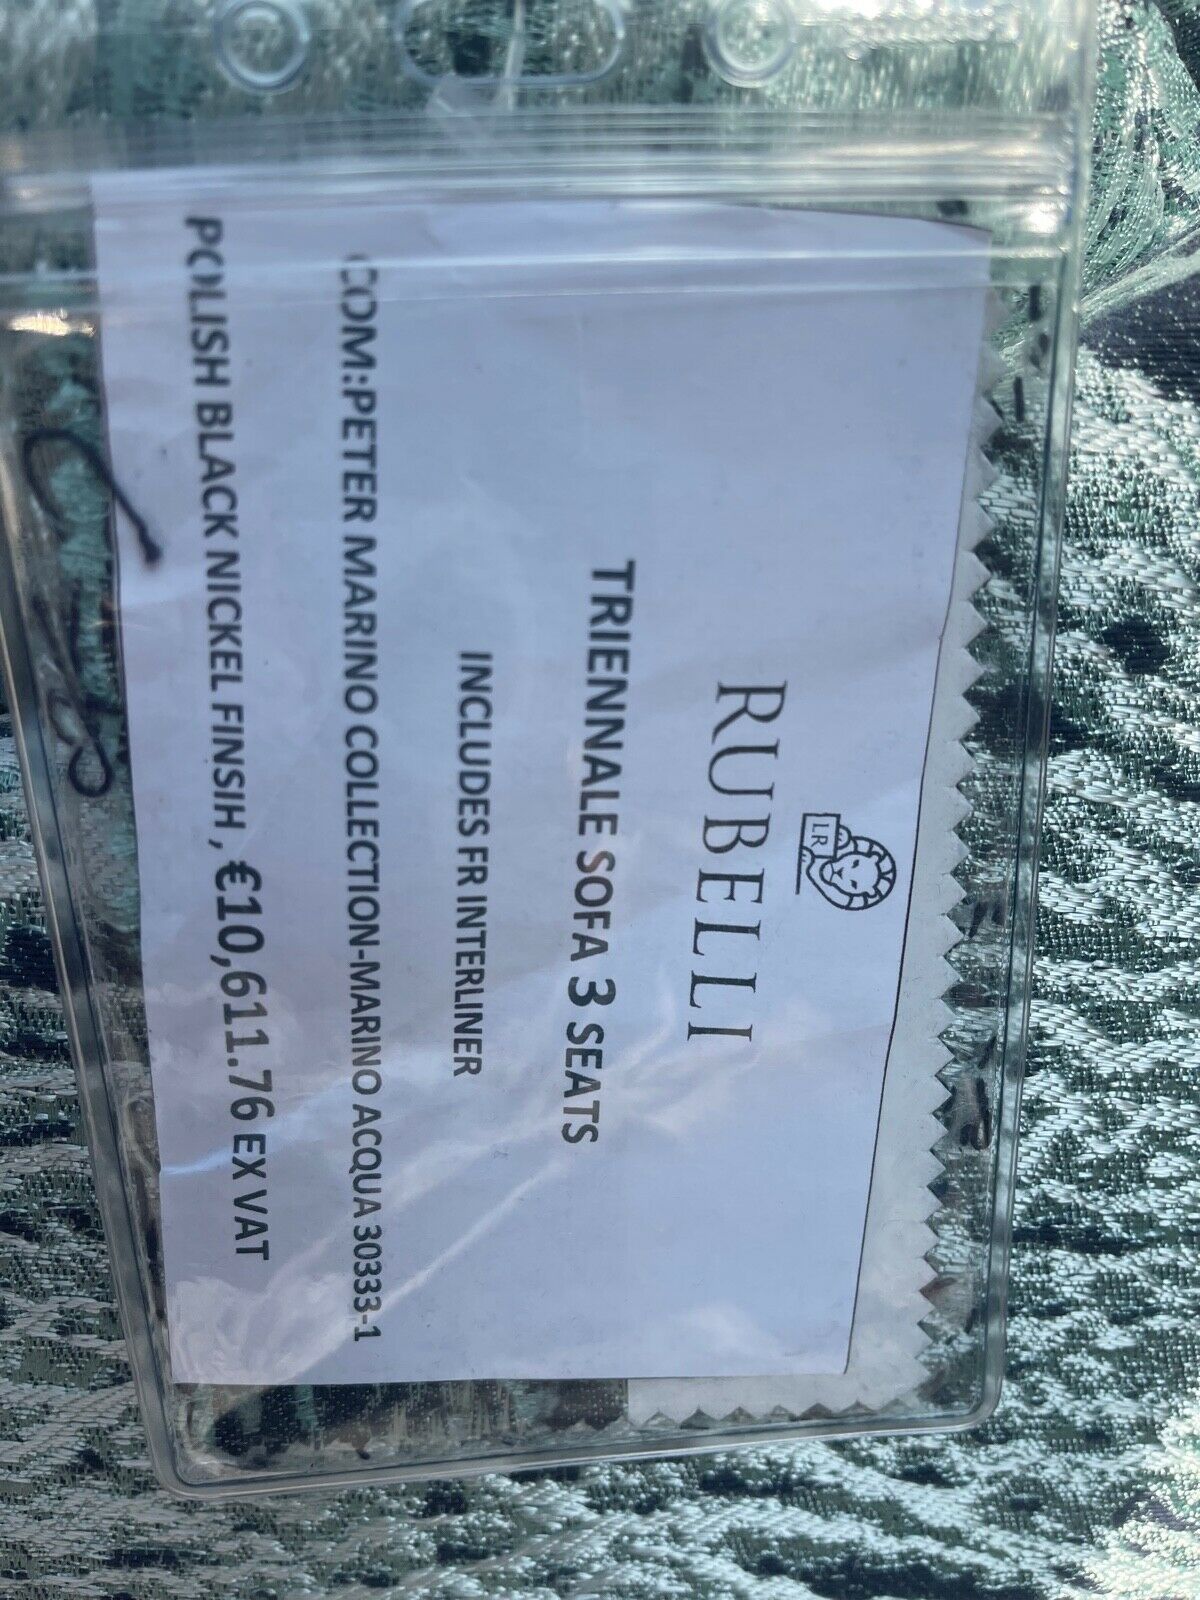 LR
RUBELLI
TRIENNALE SOFA 3 SEATS
INCLUDES FR INTERLINER
COM:PETER MARINO COLLECTION-MARINO ACQUA 30333-1
POLISH BLACK NICKEL FINSIH , €10,611.76 EX VAT